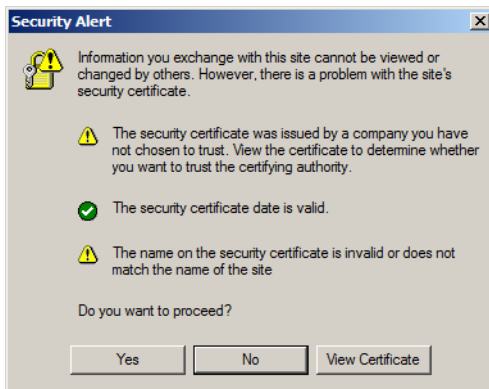 Security Alert
Information you exchange with this site cannot be viewed or
changed by others. However, there is a problem with the site's
security certificate.
The security certificate was issued by a company you have
not chosen to trust. View the certificate to determine whether
you want to trust the certifying authority.
The security certificate date is valid.
The name on the security certificate is invalid or does not
match the name of the site
Do you want to proceed?
Yes
No
View Certificate